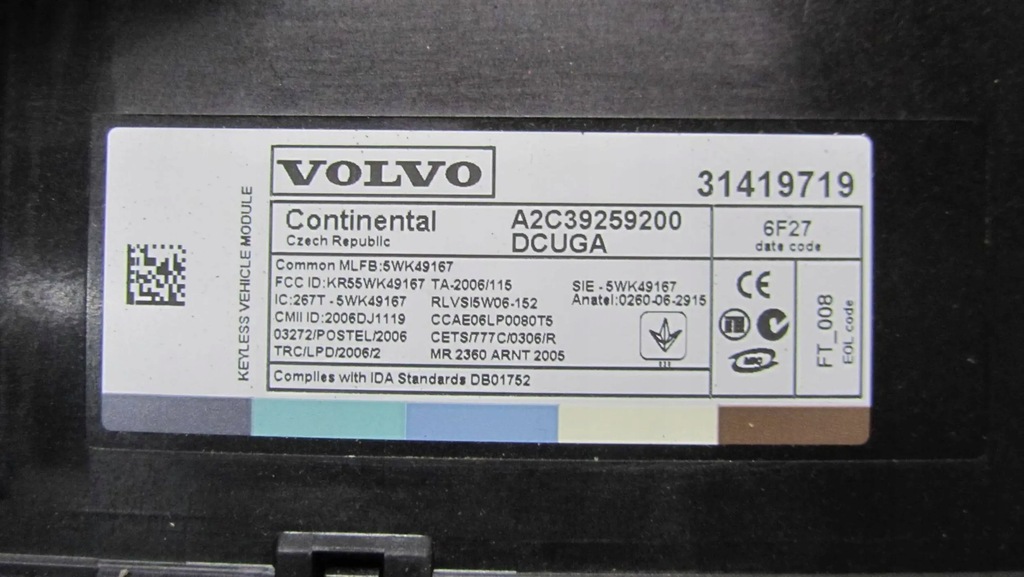 VOLVO
31419719
KEYLESS VEHICLE MODULE
Continental A2C39259200
Czech Republic DCUGA
6F27
date code
Common MLFB:5WK49167
FCC ID:KR55WK49167 TA-2006/115 SIE - 5WK49167
IC:267T - 5WK49167 RLVSI5W06-152 Anatel:0260-06-2915
CMII ID:2006DJ1119 CCAE06LP0080T5
03272/POSTEL/2006 CETS/777C/0306/R
TRC/LPD/2006/2 MR 2360 ARNT 2005
Complies with IDA Standards DB01752
CE
FT_008
EOL code